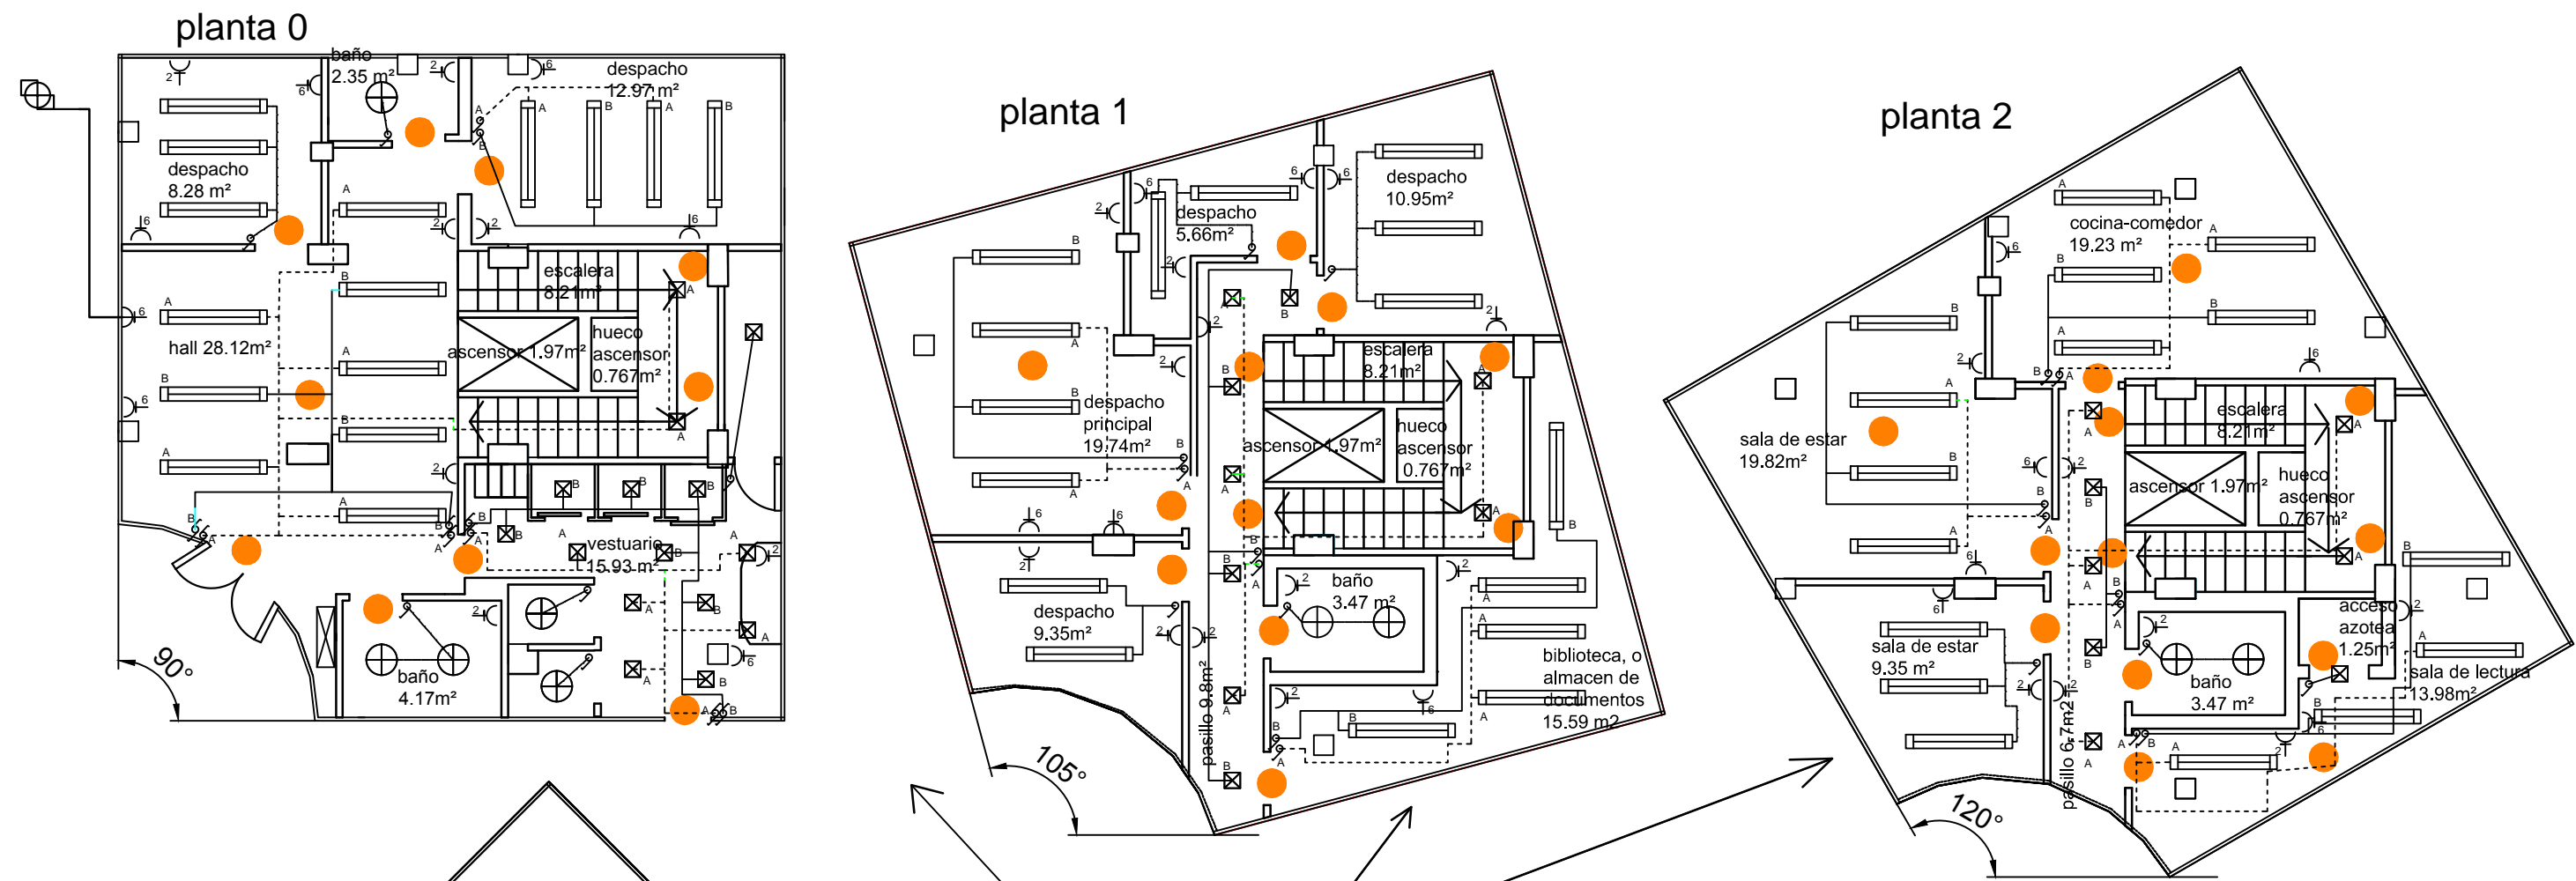 planta 0
baño
2.35 m²
despacho
12.97 m²
despacho
8.28 m²
escalera
8.21m²
hall 28.12m²
ascensor 1.97m²
hueco
ascensor
0.767m²
vestuario
15.93 m²
baño
4.17m²
90°
planta 1
despacho
10.95m²
despacho
5.66m²
escalera
8.21m²
despacho
principal
19.74m²
ascensor 1.97m²
hueco
ascensor
0.767m²
baño
3.47 m²
despacho
9.35m²
pasillo 9.8m²
biblioteca, o
almacen de
documentos
15.59 m2
105°
planta 2
cocina-comedor
19.23 m²
escalera
8.21m²
sala de estar
19.82m²
ascensor 1.97m²
hueco
ascensor
0.767m²
acceso
azotea
1.25m²
sala de estar
9.35 m²
baño
3.47 m²
sala de lectura
13.98m²
pasillo 6.7m2
120°